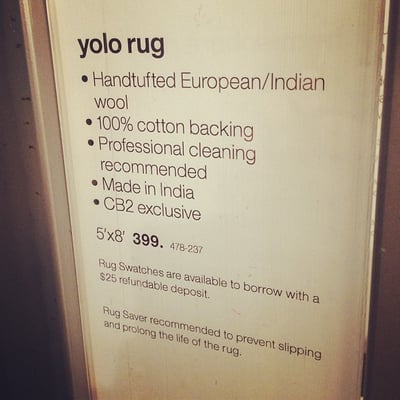 yolo rug
• Handtufted European/Indian
wool
• 100% cotton backing
• Professional cleaning
recommended
• Made in India
• CB2 exclusive
5'x8' 399. 478-237
Rug Swatches are available to borrow with a
$25 refundable deposit.
Rug Saver recommended to prevent slipping
and prolong the life of the rug.